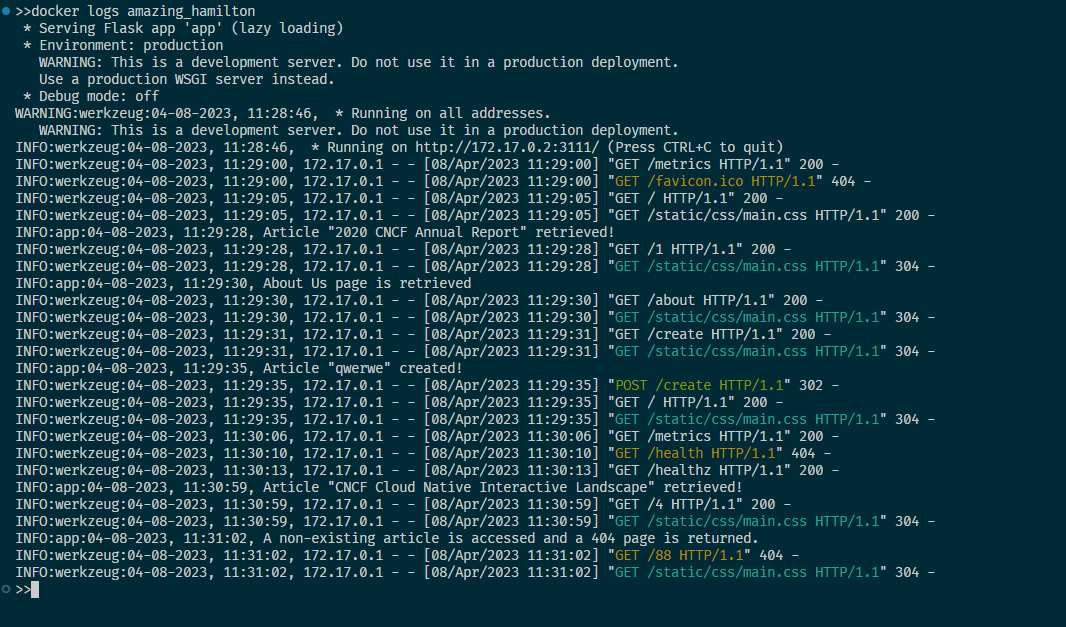 >>docker logs amazing_hamilton
* Serving Flask app 'app' (lazy loading)
* Environment: production
WARNING: This is a development server. Do not use it in a production deployment.
Use a production WSGI server instead.
* Debug mode: off
WARNING:werkzeug:04-08-2023, 11:28:46,  * Running on all addresses.
WARNING: This is a development server. Do not use it in a production deployment.
INFO:werkzeug:04-08-2023, 11:28:46,  * Running on http://172.17.0.2:3111/ (Press CTRL+C to quit)
INFO:werkzeug:04-08-2023, 11:29:00, 172.17.0.1 - - [08/Apr/2023 11:29:00] "GET /metrics HTTP/1.1" 200 -
INFO:werkzeug:04-08-2023, 11:29:00, 172.17.0.1 - - [08/Apr/2023 11:29:00] "GET /favicon.ico HTTP/1.1" 404 -
INFO:werkzeug:04-08-2023, 11:29:05, 172.17.0.1 - - [08/Apr/2023 11:29:05] "GET / HTTP/1.1" 200 -
INFO:werkzeug:04-08-2023, 11:29:05, 172.17.0.1 - - [08/Apr/2023 11:29:05] "GET /static/css/main.css HTTP/1.1" 200 -
INFO:app:04-08-2023, 11:29:28, Article "2020 CNCF Annual Report" retrieved!
INFO:werkzeug:04-08-2023, 11:29:28, 172.17.0.1 - - [08/Apr/2023 11:29:28] "GET /1 HTTP/1.1" 200 -
INFO:werkzeug:04-08-2023, 11:29:28, 172.17.0.1 - - [08/Apr/2023 11:29:28] "GET /static/css/main.css HTTP/1.1" 304 -
INFO:app:04-08-2023, 11:29:30, About Us page is retrieved
INFO:werkzeug:04-08-2023, 11:29:30, 172.17.0.1 - - [08/Apr/2023 11:29:30] "GET /about HTTP/1.1" 200 -
INFO:werkzeug:04-08-2023, 11:29:30, 172.17.0.1 - - [08/Apr/2023 11:29:30] "GET /static/css/main.css HTTP/1.1" 304 -
INFO:werkzeug:04-08-2023, 11:29:31, 172.17.0.1 - - [08/Apr/2023 11:29:31] "GET /create HTTP/1.1" 200 -
INFO:werkzeug:04-08-2023, 11:29:31, 172.17.0.1 - - [08/Apr/2023 11:29:31] "GET /static/css/main.css HTTP/1.1" 304 -
INFO:app:04-08-2023, 11:29:35, Article "qwerwe" created!
INFO:werkzeug:04-08-2023, 11:29:35, 172.17.0.1 - - [08/Apr/2023 11:29:35] "POST /create HTTP/1.1" 302 -
INFO:werkzeug:04-08-2023, 11:29:35, 172.17.0.1 - - [08/Apr/2023 11:29:35] "GET / HTTP/1.1" 200 -
INFO:werkzeug:04-08-2023, 11:29:35, 172.17.0.1 - - [08/Apr/2023 11:29:35] "GET /static/css/main.css HTTP/1.1" 304 -
INFO:werkzeug:04-08-2023, 11:30:06, 172.17.0.1 - - [08/Apr/2023 11:30:06] "GET /metrics HTTP/1.1" 200 -
INFO:werkzeug:04-08-2023, 11:30:10, 172.17.0.1 - - [08/Apr/2023 11:30:10] "GET /health HTTP/1.1" 404 -
INFO:werkzeug:04-08-2023, 11:30:13, 172.17.0.1 - - [08/Apr/2023 11:30:13] "GET /healthz HTTP/1.1" 200 -
INFO:app:04-08-2023, 11:30:59, Article "CNCF Cloud Native Interactive Landscape" retrieved!
INFO:werkzeug:04-08-2023, 11:30:59, 172.17.0.1 - - [08/Apr/2023 11:30:59] "GET /4 HTTP/1.1" 200 -
INFO:werkzeug:04-08-2023, 11:30:59, 172.17.0.1 - - [08/Apr/2023 11:30:59] "GET /static/css/main.css HTTP/1.1" 304 -
INFO:app:04-08-2023, 11:31:02, A non-existing article is accessed and a 404 page is returned.
INFO:werkzeug:04-08-2023, 11:31:02, 172.17.0.1 - - [08/Apr/2023 11:31:02] "GET /88 HTTP/1.1" 404 -
INFO:werkzeug:04-08-2023, 11:31:02, 172.17.0.1 - - [08/Apr/2023 11:31:02] "GET /static/css/main.css HTTP/1.1" 304 -
>>